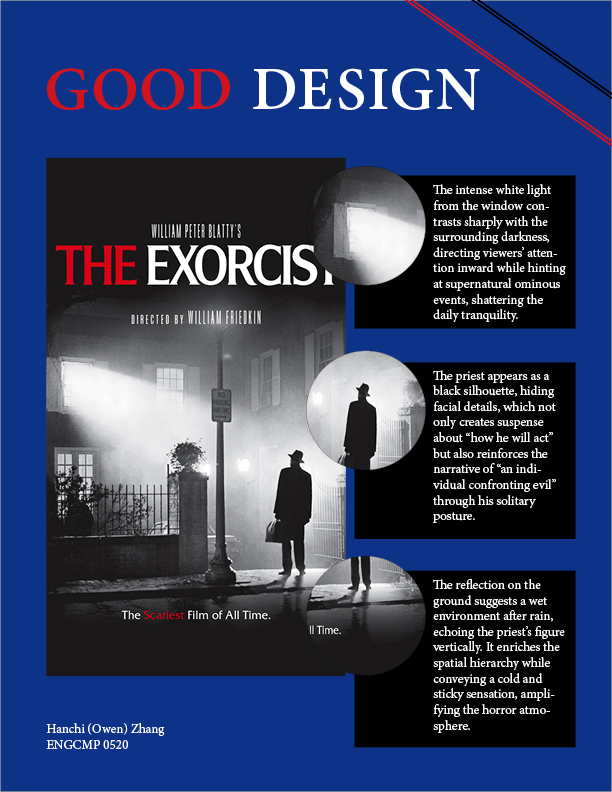 GOOD DESIGN
WILLIAM PETER BLATTY'S
THE EXORCIST
DIRECTED BY WILLIAM FRIEDKIN
NO
The Scariest Film of All Time.
ll Time.
The intense white light
from the window con-
trasts sharply with the
surrounding darkness,
directing viewers’ atten-
tion inward while hinting
at supernatural ominous
events, shattering the
daily tranquility.
The priest appears as a
black silhouette, hiding
facial details, which not
only creates suspense
about “how he will act”
but also reinforces the
narrative of “an indi-
vidual confronting evil”
through his solitary
posture.
The reflection on the
ground suggests a wet
environment after rain,
echoing the priest’s figure
vertically. It enriches the
spatial hierarchy while
conveying a cold and
sticky sensation, ampli-
fying the horror atmo-
sphere.
Hanchi (Owen) Zhang
ENGCMP 0520